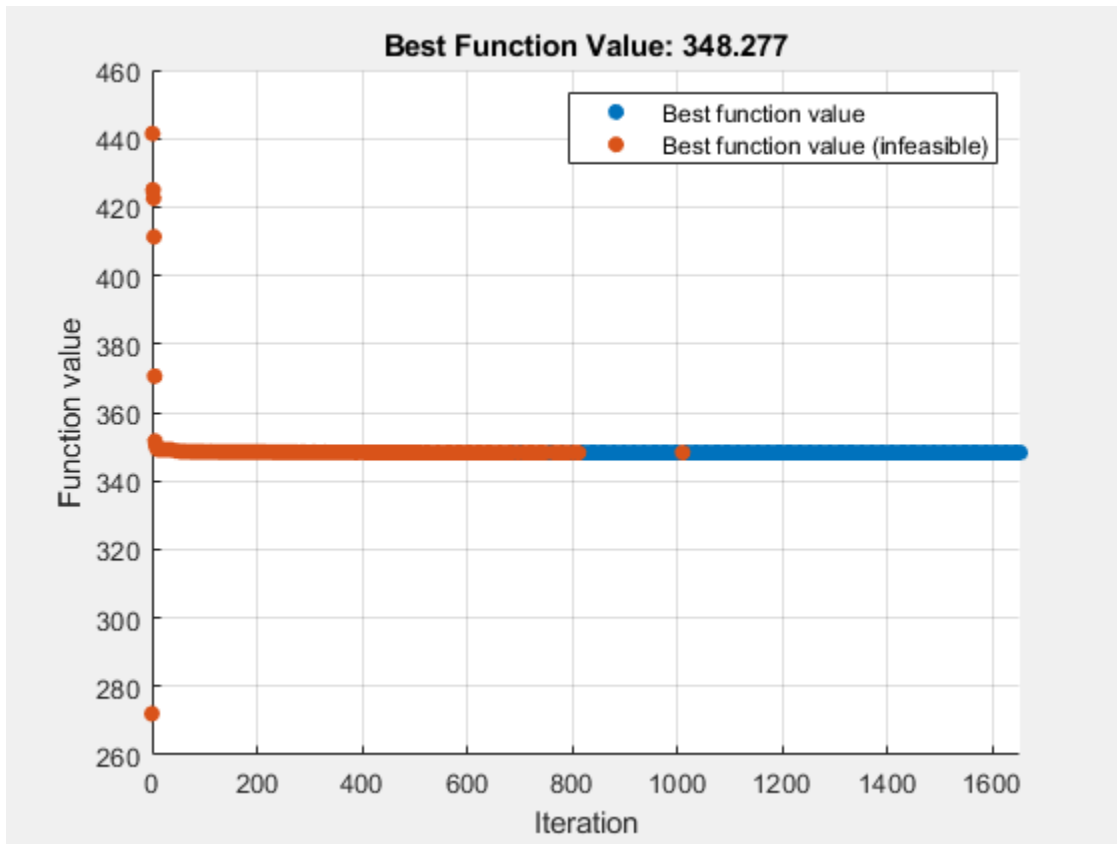 Best Function Value: 348.277
460
440
420
400
380
360
340
320
300
280
260
Function value
Best function value
Best function value (infeasible)
0 200 400 600 800 1000 1200 1400 1600
Iteration